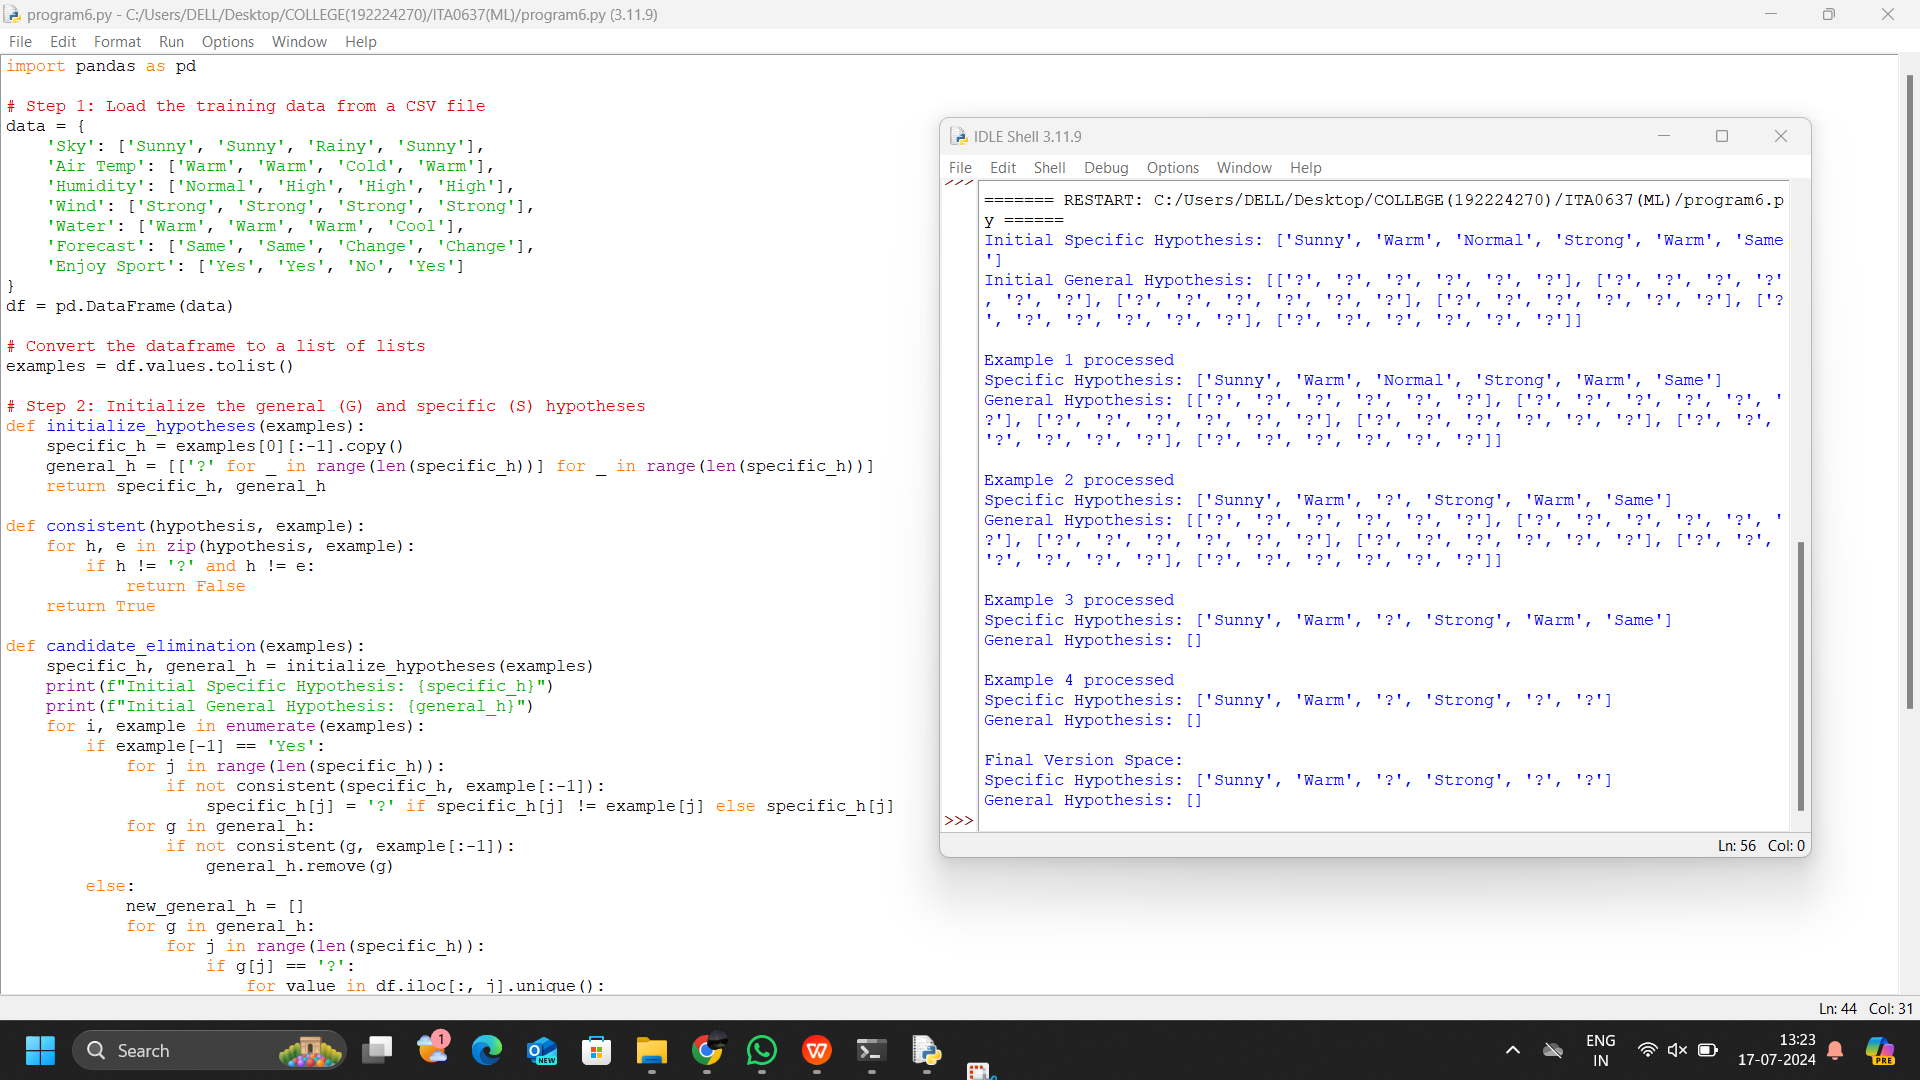 program6.py - C:/Users/DELL/Desktop/COLLEGE(192224270)/ITA0637(ML)/program6.py (3.11.9)
File Edit Format Run Options Window Help
import pandas as pd
# Step 1: Load the training data from a CSV file
data = {
    'Sky': ['Sunny', 'Sunny', 'Rainy', 'Sunny'],
    'Air Temp': ['Warm', 'Warm', 'Cold', 'Warm'],
    'Humidity': ['Normal', 'High', 'High', 'High'],
    'Wind': ['Strong', 'Strong', 'Strong', 'Strong'],
    'Water': ['Warm', 'Warm', 'Warm', 'Cool'],
    'Forecast': ['Same', 'Same', 'Change', 'Change'],
    'Enjoy Sport': ['Yes', 'Yes', 'No', 'Yes']
}
df = pd.DataFrame(data)
# Convert the dataframe to a list of lists
examples = df.values.tolist()
# Step 2: Initialize the general (G) and specific (S) hypotheses
def initialize_hypotheses(examples):
    specific_h = examples[0][:-1].copy()
    general_h = [['?' for _ in range(len(specific_h))] for _ in range(len(specific_h))]
    return specific_h, general_h
def consistent(hypothesis, example):
    for h, e in zip(hypothesis, example):
        if h != '?' and h != e:
            return False
    return True
def candidate_elimination(examples):
    specific_h, general_h = initialize_hypotheses(examples)
    print(f"Initial Specific Hypothesis: {specific_h}")
    print(f"Initial General Hypothesis: {general_h}")
    for i, example in enumerate(examples):
        if example[-1] == 'Yes':
            for j in range(len(specific_h)):
                if not consistent(specific_h, example[:-1]):
                    specific_h[j] = '?' if specific_h[j] != example[j] else specific_h[j]
            for g in general_h:
                if not consistent(g, example[:-1]):
                    general_h.remove(g)
        else:
            new_general_h = []
            for g in general_h:
                for j in range(len(specific_h)):
                    if g[j] == '?':
                        for value in df.iloc[:, j].unique():
Ln: 44 Col: 31
IDLE Shell 3.11.9
File Edit Shell Debug Options Window Help
>>>
======= RESTART: C:/Users/DELL/Desktop/COLLEGE(192224270)/ITA0637(ML)/program6.p
y ======
Initial Specific Hypothesis: ['Sunny', 'Warm', 'Normal', 'Strong', 'Warm', 'Same
']
Initial General Hypothesis: [['?', '?', '?', '?', '?', '?'], ['?', '?', '?', '?'
, '?', '?'], ['?', '?', '?', '?', '?', '?'], ['?', '?', '?', '?', '?', '?'], ['?
', '?', '?', '?', '?', '?'], ['?', '?', '?', '?', '?', '?']]
Example 1 processed
Specific Hypothesis: ['Sunny', 'Warm', 'Normal', 'Strong', 'Warm', 'Same']
General Hypothesis: [['?', '?', '?', '?', '?', '?'], ['?', '?', '?', '?', '?', '
?'], ['?', '?', '?', '?', '?', '?'], ['?', '?', '?', '?', '?', '?'], ['?', '?',
'?', '?', '?', '?'], ['?', '?', '?', '?', '?', '?']]
Example 2 processed
Specific Hypothesis: ['Sunny', 'Warm', '?', 'Strong', 'Warm', 'Same']
General Hypothesis: [['?', '?', '?', '?', '?', '?'], ['?', '?', '?', '?', '?', '
?'], ['?', '?', '?', '?', '?', '?'], ['?', '?', '?', '?', '?', '?'], ['?', '?',
'?', '?', '?', '?'], ['?', '?', '?', '?', '?', '?']]
Example 3 processed
Specific Hypothesis: ['Sunny', 'Warm', '?', 'Strong', 'Warm', 'Same']
General Hypothesis: []
Example 4 processed
Specific Hypothesis: ['Sunny', 'Warm', '?', 'Strong', '?', '?']
General Hypothesis: []
Final Version Space:
Specific Hypothesis: ['Sunny', 'Warm', '?', 'Strong', '?', '?']
General Hypothesis: []
>>>
Ln: 56 Col: 0
Search
1
NEW
ENG
IN
13:23
17-07-2024
PRE